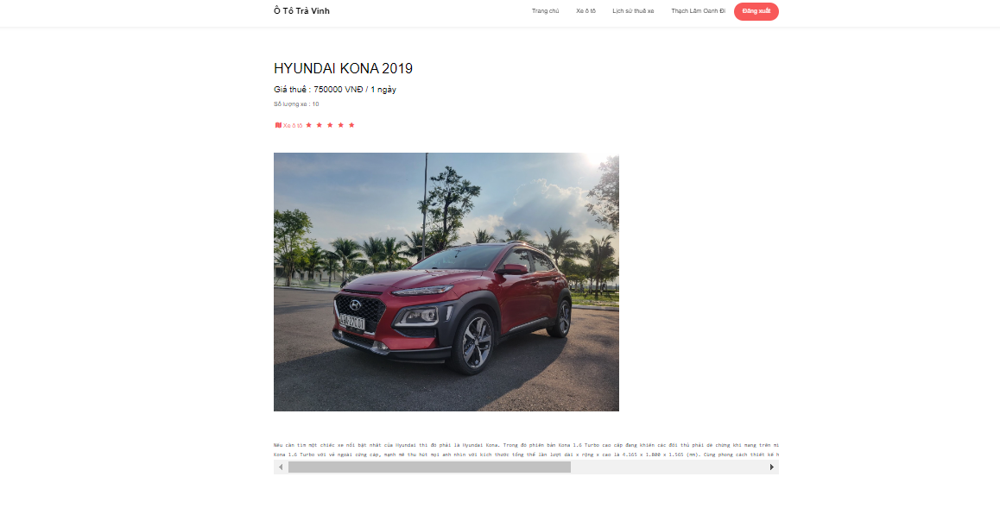 Ô Tô Trà Vinh
Trang chủ Xe ô tô Lịch sử thuê xe Thạch Lâm Oanh Đi Đăng xuất
HYUNDAI KONA 2019
Giá thuê : 750000 VNĐ / 1 ngày
Số lượng xe : 10
Xe ô tô
Nếu cần tìm một chiếc xe nổi bật nhất của Hyundai thì đó phải là Hyundai Kona. Trong đó phiên bản Kona 1.6 Turbo cao cấp đang khiến các đối thủ phải dè chừng khi mang trên mì
Kona 1.6 Turbo với vẻ ngoài cứng cáp, mạnh mẽ thu hút mọi ánh nhìn với kích thước tổng thể lần lượt dài x rộng x cao là 4.165 x 1.800 x 1.565 (mm). Cùng phong cách thiết kế h